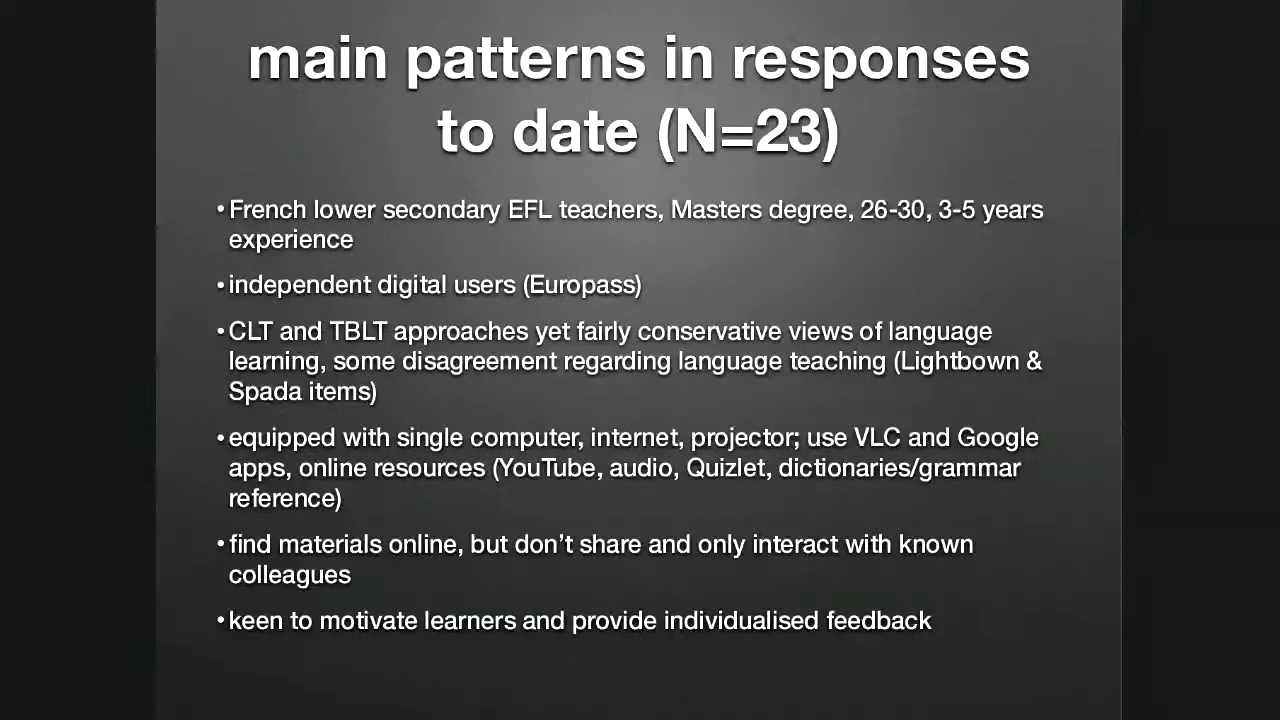 main patterns in responses
to date (N=23)
•French lower secondary EFL teachers, Masters degree, 26-30, 3-5 years
experience
•independent digital users (Europass)
•CLT and TBLT approaches yet fairly conservative views of language
learning, some disagreement regarding language teaching (Lightbown &
Spada items)
•equipped with single computer, internet, projector; use VLC and Google
apps, online resources (YouTube, audio, Quizlet, dictionaries/grammar
reference)
•find materials online, but don’t share and only interact with known
colleagues
•keen to motivate learners and provide individualised feedback